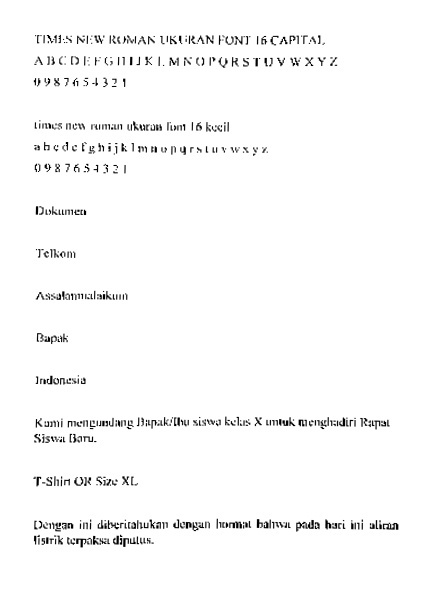 TIMES NEW ROMAN UKURAN FONT 16 CAPITAL
A B C D E F G H I J K L M N O P Q R S T U V W X Y Z
0 9 8 7 6 5 4 3 2 1
times new roman ukuran font 16 kecil
a b c d e f g h i j k l m n o p q r s t u v w x y z
0 9 8 7 6 5 4 3 2 1
Dokumen
Telkom
Assalanmalaikum
Bapak
Indonesia
Kami mengundang Bapak/Ibu siswa kelas X untuk menghadiri Rapat
Siswa Baru.
T-Shirt OR Size XL
Dengan ini diberitahukan dengan hormat bahwa pada hari ini aliran
listrik terpaksa diputus.